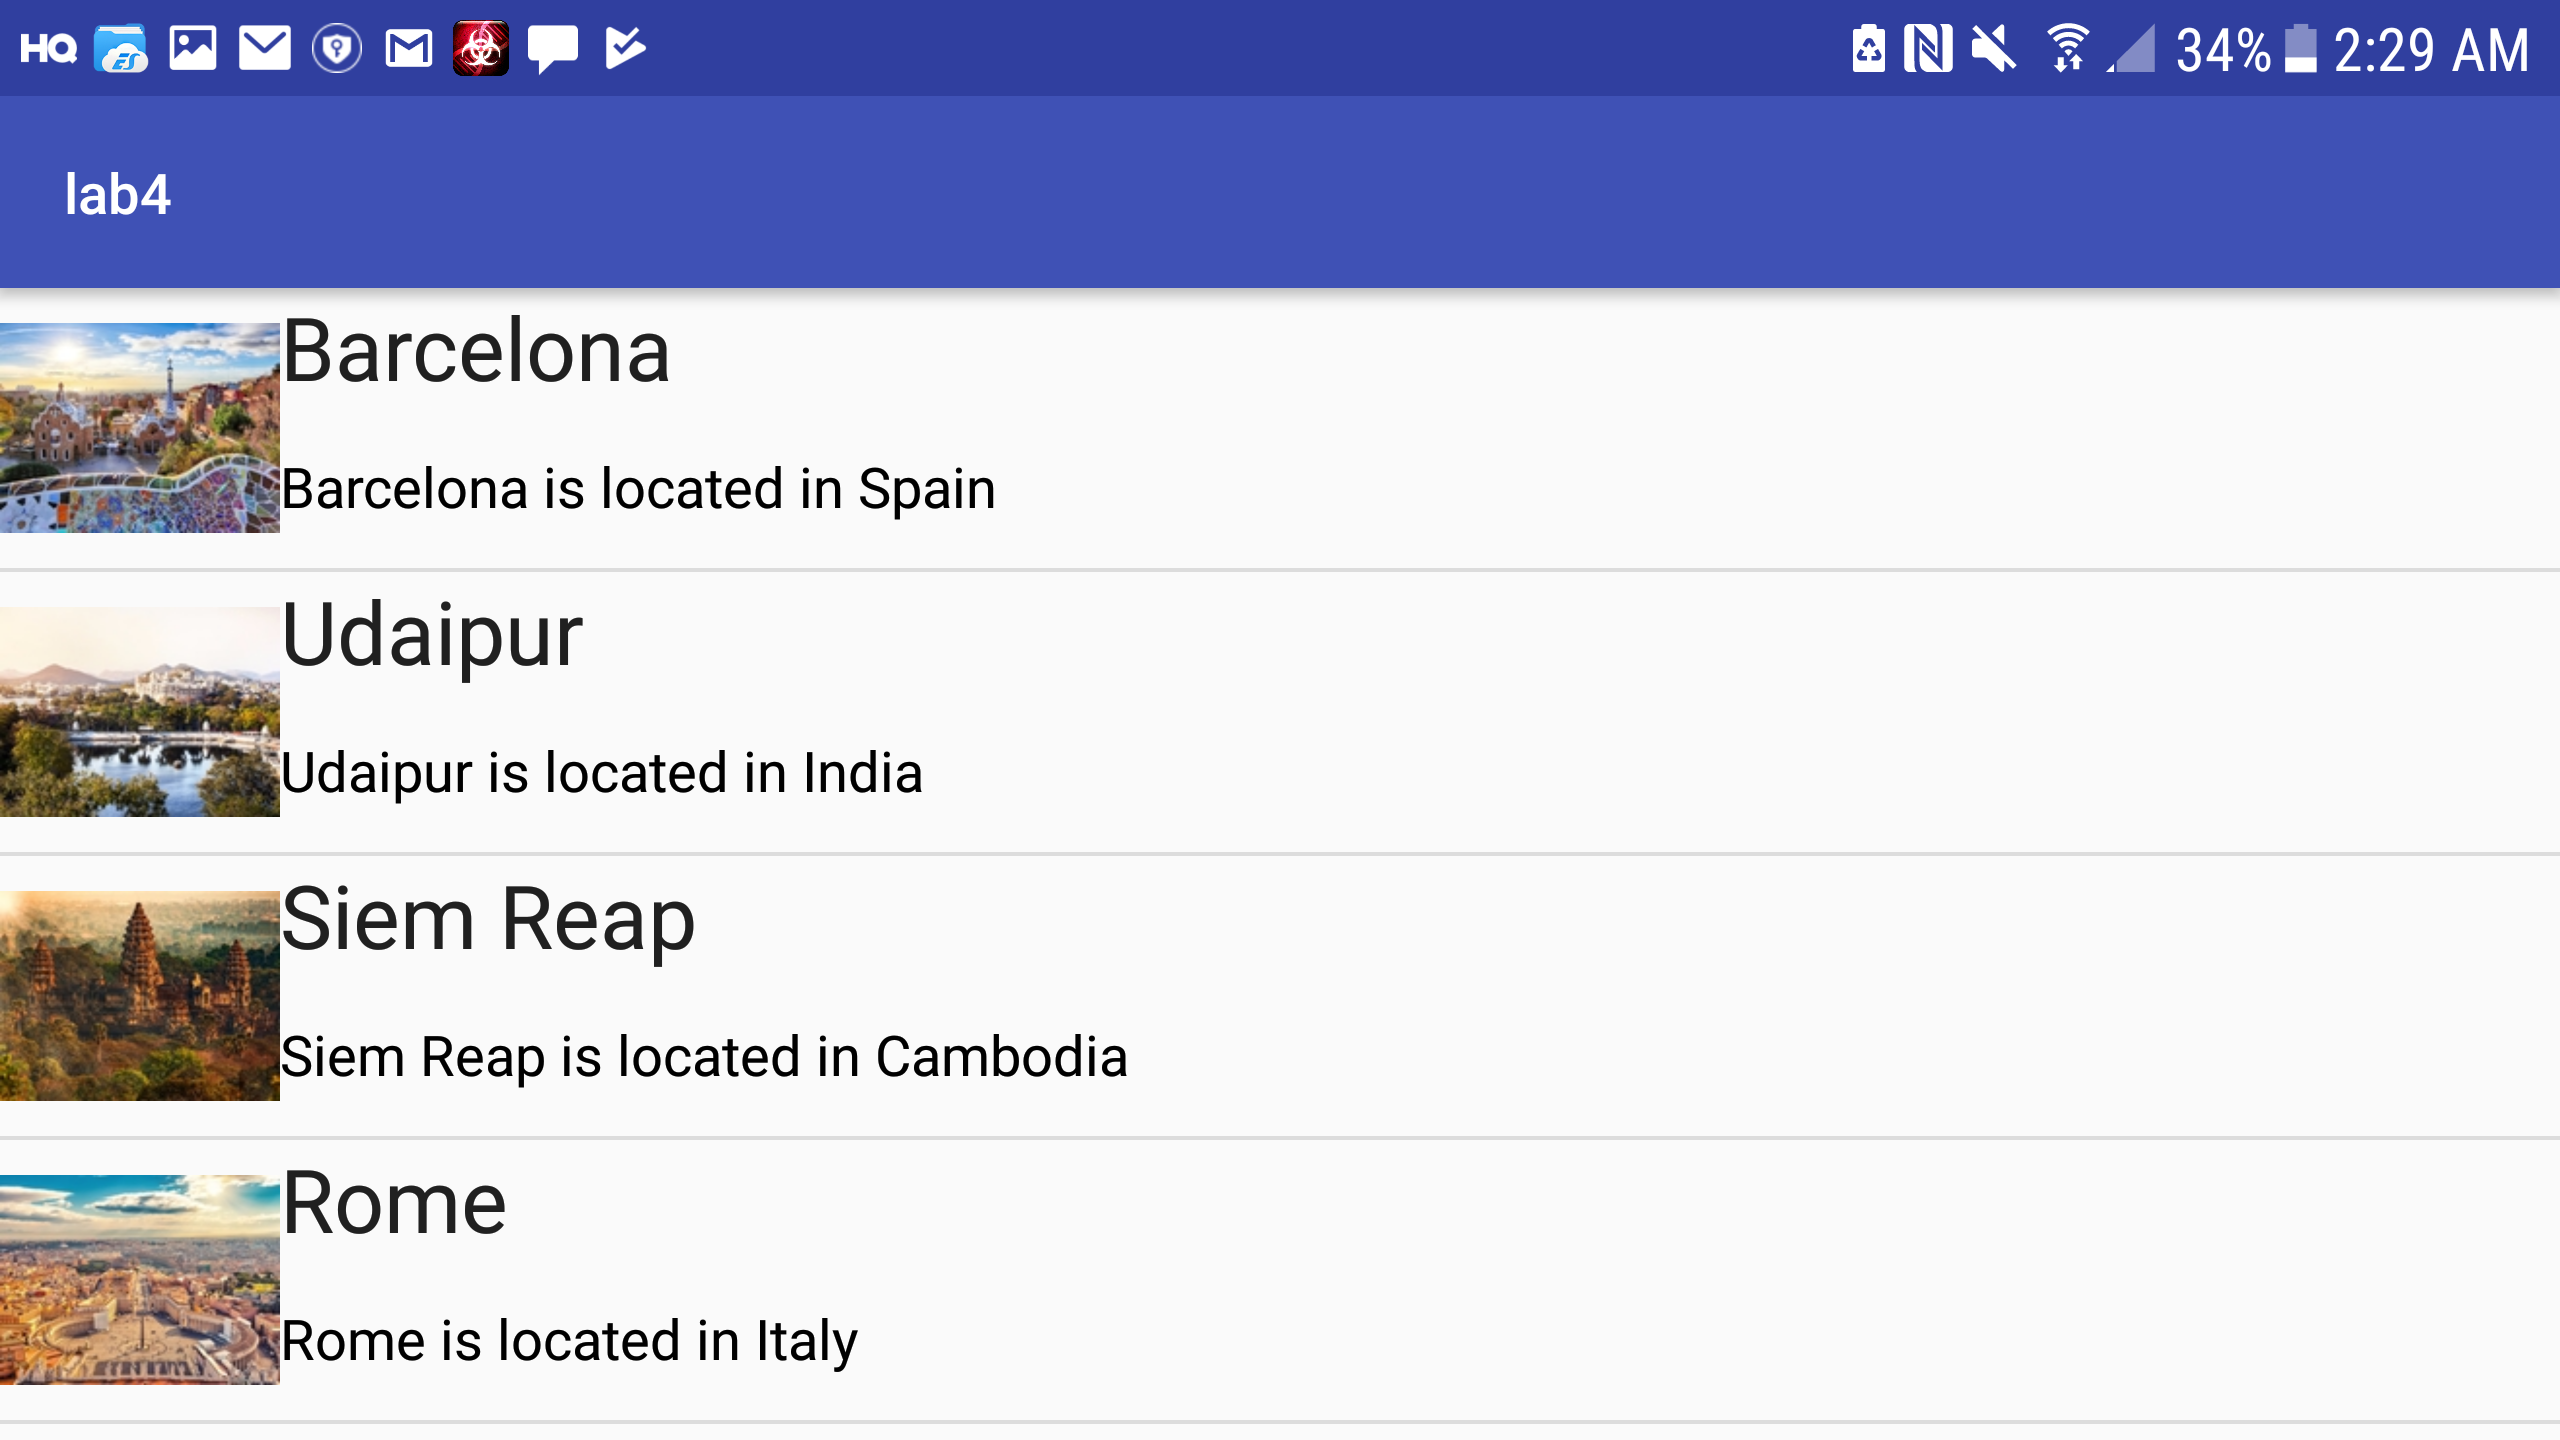 HQ ES 34% 2:29 AM
lab4
Barcelona
Barcelona is located in Spain
Udaipur
Udaipur is located in India
Siem Reap
Siem Reap is located in Cambodia
Rome
Rome is located in Italy